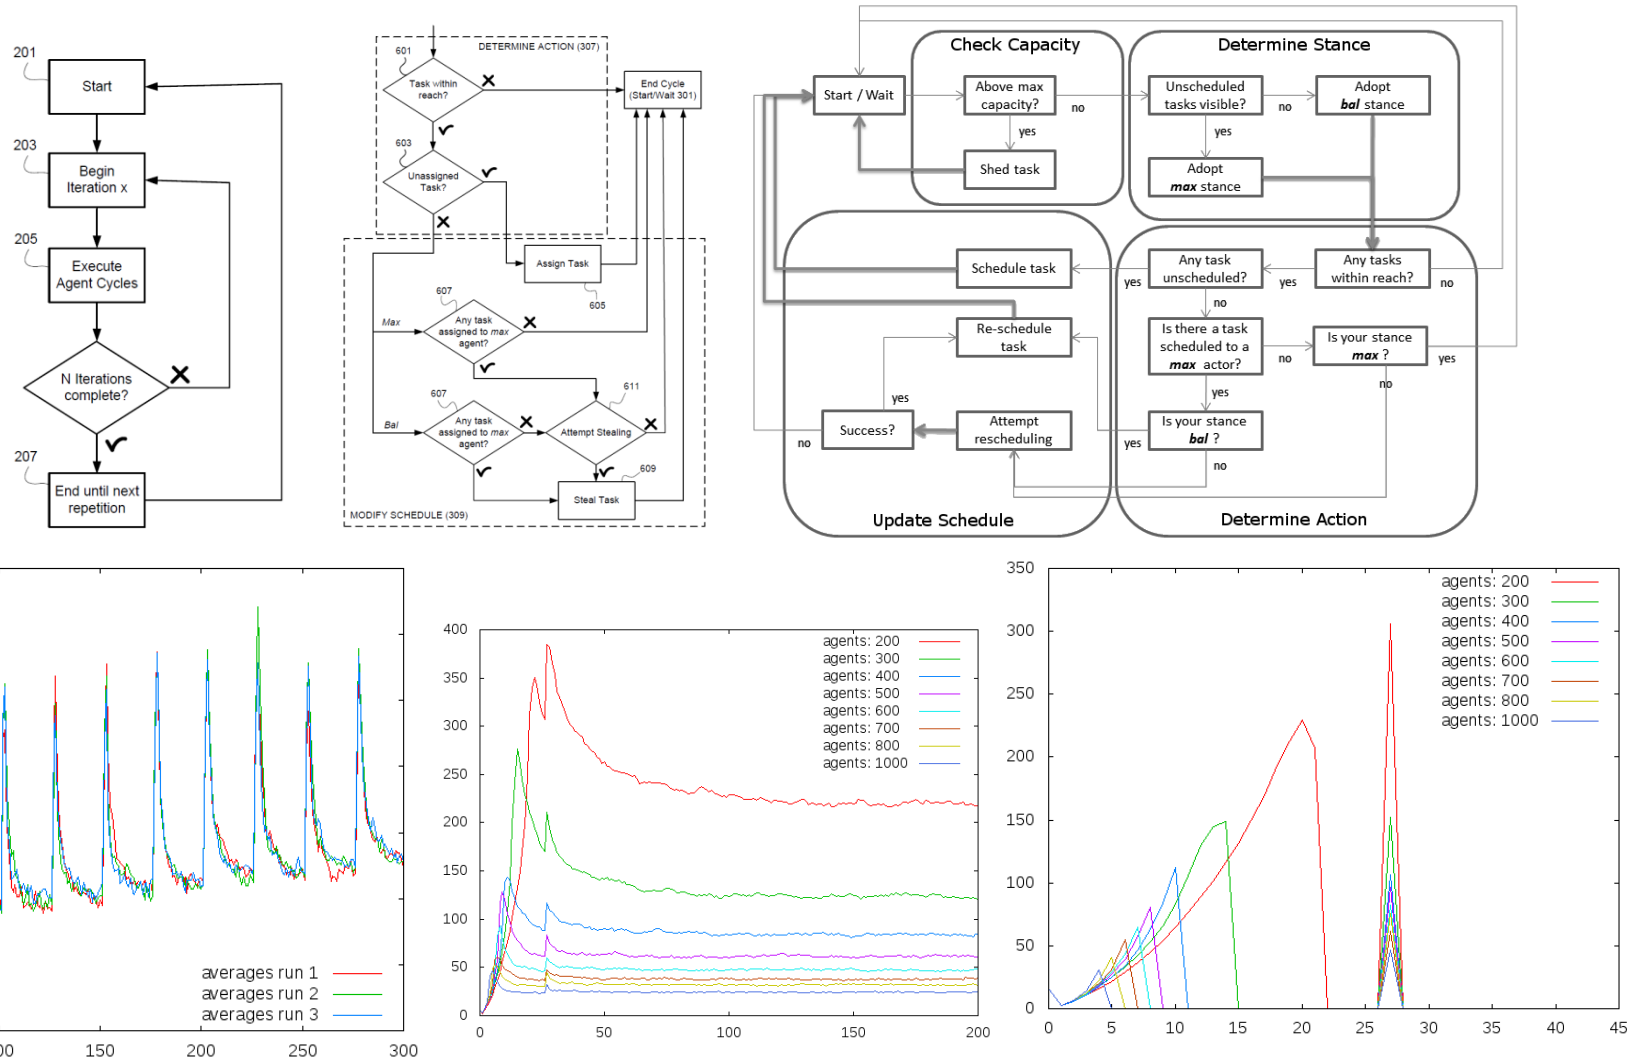 201
Start
203
Begin
Iteration x
205
Execute
Agent Cycles
N Iterations
complete?
207
End until next
repetition
DETERMINE ACTION (307)
601
Task within
reach?
End Cycle
(Start/Wait 301)
603
Unassigned
Task?
Assign Task
605
607
Max
Any task
assigned to max
agent?
607
611
Bal
Any task
assigned to max
agent?
Attempt Stealing
609
Steal Task
MODIFY SCHEDULE (309)
Check Capacity
Determine Stance
Start / Wait
Above max
capacity?
no
yes
Shed task
Unscheduled
tasks visible?
no
Adopt
bal stance
yes
Adopt
max stance
Schedule task
yes
Any task
unscheduled?
yes
Any tasks
within reach?
no
no
Re-schedule
task
Is there a task
scheduled to a
max actor?
no
Is your stance
max ?
yes
no
yes
yes
no
Success?
Attempt
rescheduling
yes
Is your stance
bal ?
no
Update Schedule
Determine Action
averages run 1
averages run 2
averages run 3
00 150 200 250 300
400
350
300
250
200
150
100
50
0
agents: 200
agents: 300
agents: 400
agents: 500
agents: 600
agents: 700
agents: 800
agents: 1000
0 50 100 150 200
350
300
250
200
150
100
50
0
agents: 200
agents: 300
agents: 400
agents: 500
agents: 600
agents: 700
agents: 800
agents: 1000
0 5 10 15 20 25 30 35 40 45